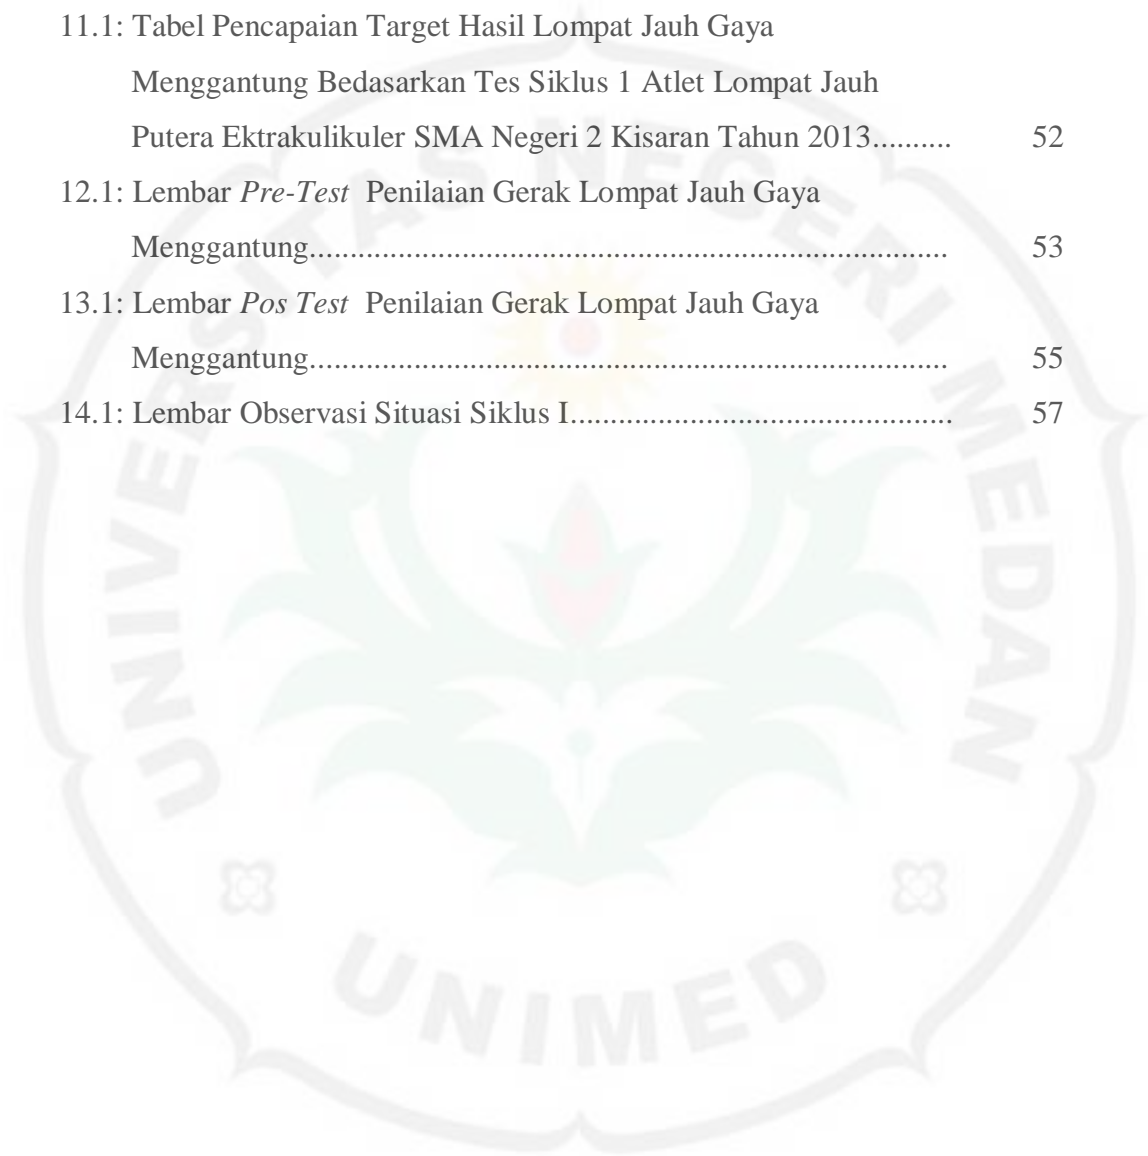 11.1: Tabel Pencapaian Target Hasil Lompat Jauh Gaya
Menggantung Bedasarkan Tes Siklus 1 Atlet Lompat Jauh
Putera Ektrakulikuler SMA Negeri 2 Kisaran Tahun 2013.......... 52
12.1: Lembar Pre-Test Penilaian Gerak Lompat Jauh Gaya
Menggantung.............................................................................. 53
13.1: Lembar Pos Test Penilaian Gerak Lompat Jauh Gaya
Menggantung.............................................................................. 55
14.1: Lembar Observasi Situasi Siklus I............................................... 57
UNIVERSITAS NEGERI MEDAN
UNIMED